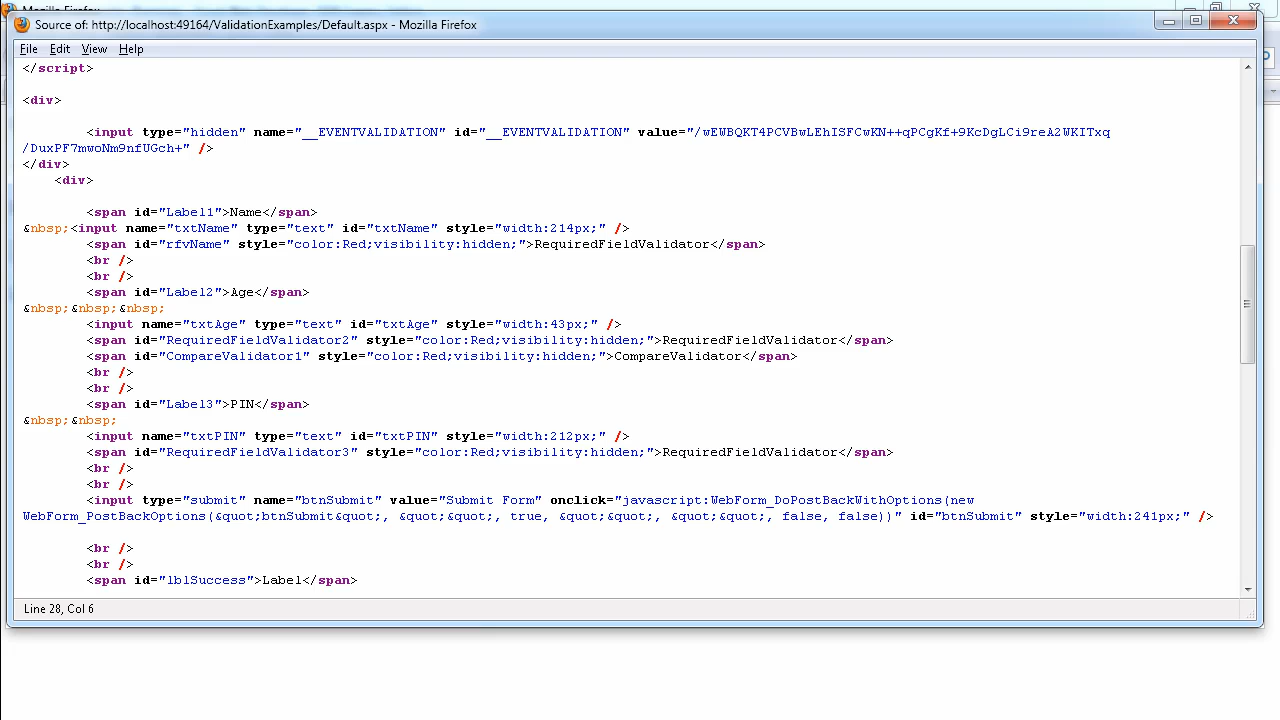 Mozilla Firefox
Source of: http://localhost:49164/ValidationExamples/Default.aspx - Mozilla Firefox
File Edit View Help
</script>
<div>
<input type="hidden" name="__EVENTVALIDATION" id="__EVENTVALIDATION" value="/wEWBQKT4PCVBwLEhISFCwKN++qPCgKf+9KcDgLCi9reA2WKITxq
/DuxPF7mwoNm9nfUGch+" />
</div>
<div>
<span id="Label1">Name</span>
&nbsp;<input name="txtName" type="text" id="txtName" style="width:214px;" />
<span id="rfvName" style="color:Red;visibility:hidden;">RequiredFieldValidator</span>
<br />
<br />
<span id="Label2">Age</span>
&nbsp;&nbsp;&nbsp;
<input name="txtAge" type="text" id="txtAge" style="width:43px;" />
<span id="RequiredFieldValidator2" style="color:Red;visibility:hidden;">RequiredFieldValidator</span>
<span id="CompareValidator1" style="color:Red;visibility:hidden;">CompareValidator</span>
<br />
<br />
<span id="Label3">PIN</span>
&nbsp;&nbsp;
<input name="txtPIN" type="text" id="txtPIN" style="width:212px;" />
<span id="RequiredFieldValidator3" style="color:Red;visibility:hidden;">RequiredFieldValidator</span>
<br />
<br />
<input type="submit" name="btnSubmit" value="Submit Form" onclick="javascript:WebForm_DoPostBackWithOptions(new
WebForm_PostBackOptions(&quot;btnSubmit&quot;, &quot;&quot;, true, &quot;&quot;, &quot;&quot;, false, false))" id="btnSubmit" style="width:241px;" />
<br />
<br />
<span id="lblSuccess">Label</span>
Line 28, Col 6